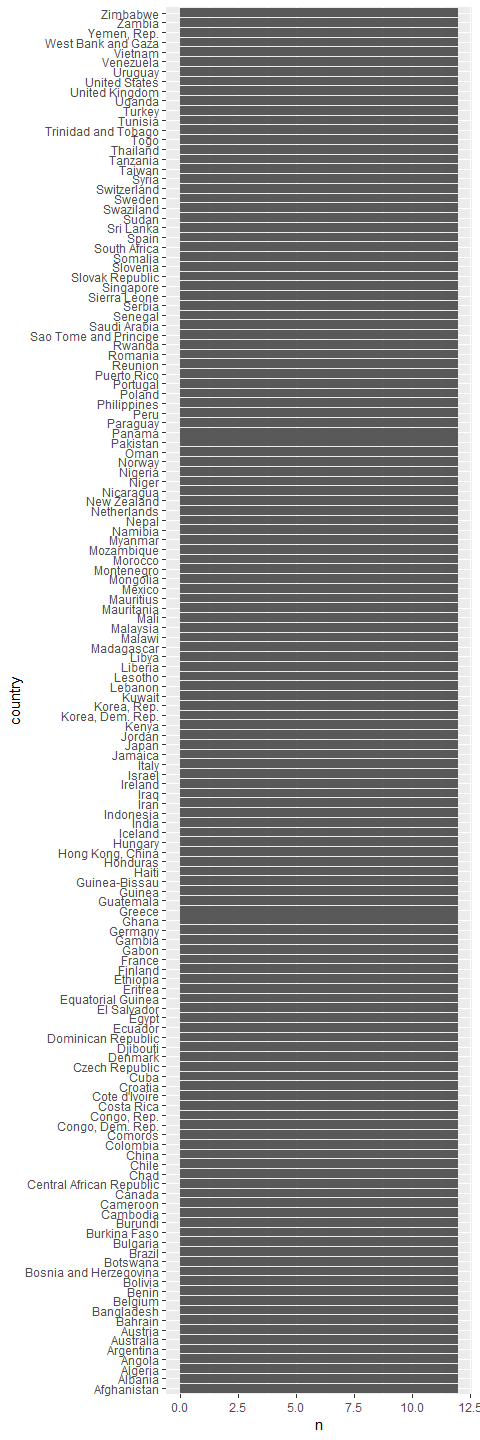 Zimbabwe
Zambia
Yemen, Rep.
West Bank and Gaza
Vietnam
Venezuela
Uruguay
United States
United Kingdom
Uganda
Turkey
Tunisia
Trinidad and Tobago
Togo
Thailand
Tanzania
Taiwan
Syria
Switzerland
Sweden
Swaziland
Sudan
Sri Lanka
Spain
South Africa
Somalia
Slovenia
Slovak Republic
Singapore
Sierra Leone
Serbia
Senegal
Saudi Arabia
Sao Tome and Principe
Rwanda
Romania
Reunion
Puerto Rico
Portugal
Poland
Philippines
Peru
Paraguay
Panama
Pakistan
Oman
Norway
Nigeria
Niger
Nicaragua
New Zealand
Netherlands
Nepal
Namibia
Myanmar
Mozambique
Morocco
Montenegro
Mongolia
Mexico
Mauritius
Mauritania
Mali
Malaysia
Malawi
Madagascar
Libya
Liberia
Lesotho
Lebanon
Kuwait
Korea, Rep.
Korea, Dem. Rep.
Kenya
Jordan
Japan
Jamaica
Italy
Israel
Ireland
Iraq
Iran
Indonesia
India
Iceland
Hungary
Hong Kong, China
Honduras
Haiti
Guinea-Bissau
Guinea
Guatemala
Greece
Ghana
Germany
Gambia
Gabon
France
Finland
Ethiopia
Eritrea
Equatorial Guinea
El Salvador
Egypt
Ecuador
Dominican Republic
Djibouti
Denmark
Czech Republic
Cuba
Croatia
Cote d'Ivoire
Costa Rica
Congo, Rep.
Congo, Dem. Rep.
Comoros
Colombia
China
Chile
Chad
Central African Republic
Canada
Cameroon
Cambodia
Burundi
Burkina Faso
Bulgaria
Brazil
Botswana
Bosnia and Herzegovina
Bolivia
Benin
Belgium
Bangladesh
Bahrain
Austria
Australia
Argentina
Angola
Algeria
Albania
Afghanistan
country
0.0 2.5 5.0 7.5 10.0 12.5
n